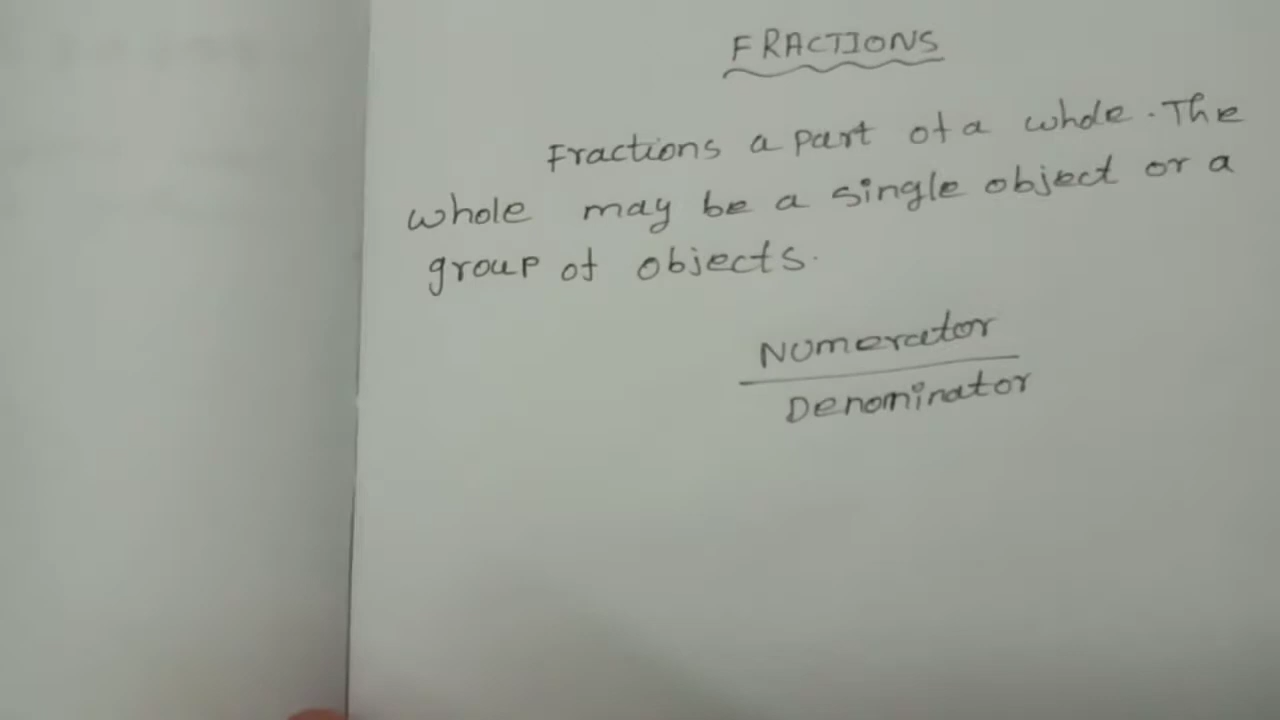 FRACTIONS
Fractions a part of a whole. The
whole may be a single object or a
group of objects.
Numerator
Denominator